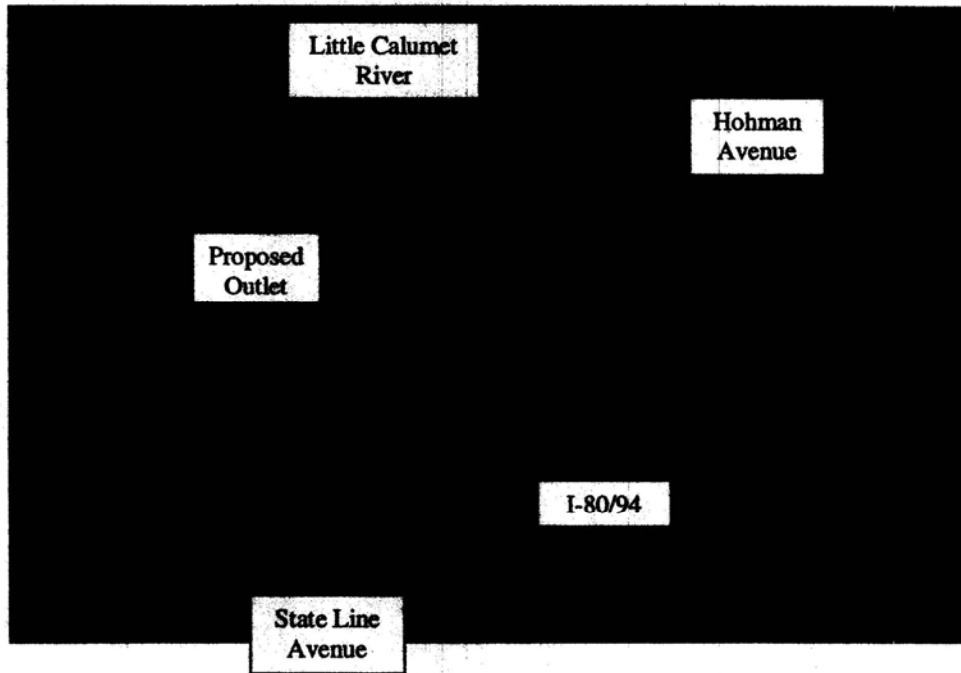 Little Calumet
River
Hohman
Avenue
Proposed
Outlet
I-80/94
State Line
Avenue